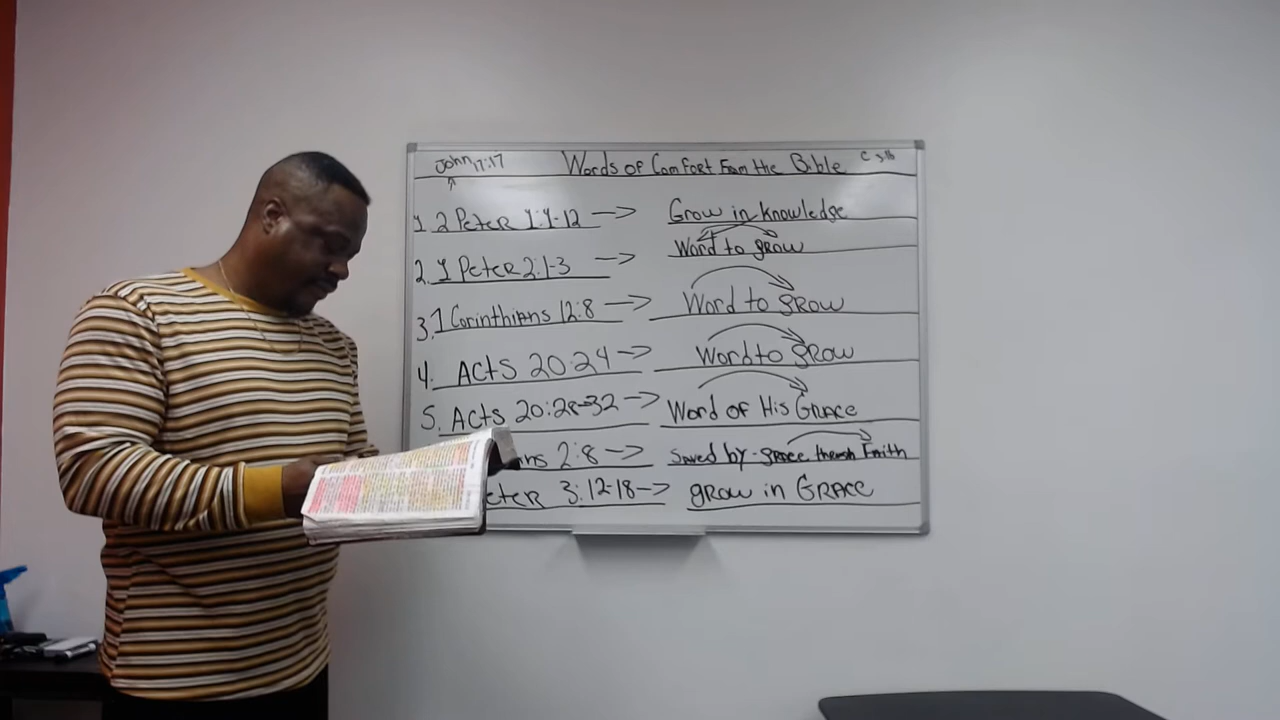 John 17:17 Words of Comfort From the Bible
1. 2 Peter 1:1-12 → Grow in Knowledge
Word to grow
2. 1 Peter 2:1-3 →
3. 1 Corinthians 12:8 → Word to grow
4. Acts 20:24 → Word to grow
5. Acts 20:28-32 → Word of His Grace
ns 2:8 → Saved by grace through Faith
eter 3:12-18 → grow in Grace